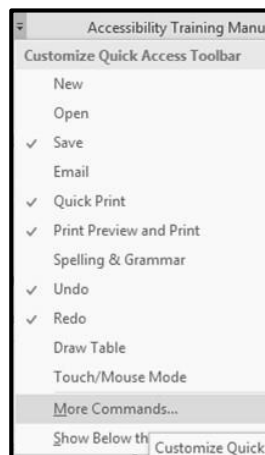 Accessibility Training Manu
Customize Quick Access Toolbar
New
Open
Save
Email
Quick Print
Print Preview and Print
Spelling & Grammar
Undo
Redo
Draw Table
Touch/Mouse Mode
More Commands...
Show Below th
Customize Quick